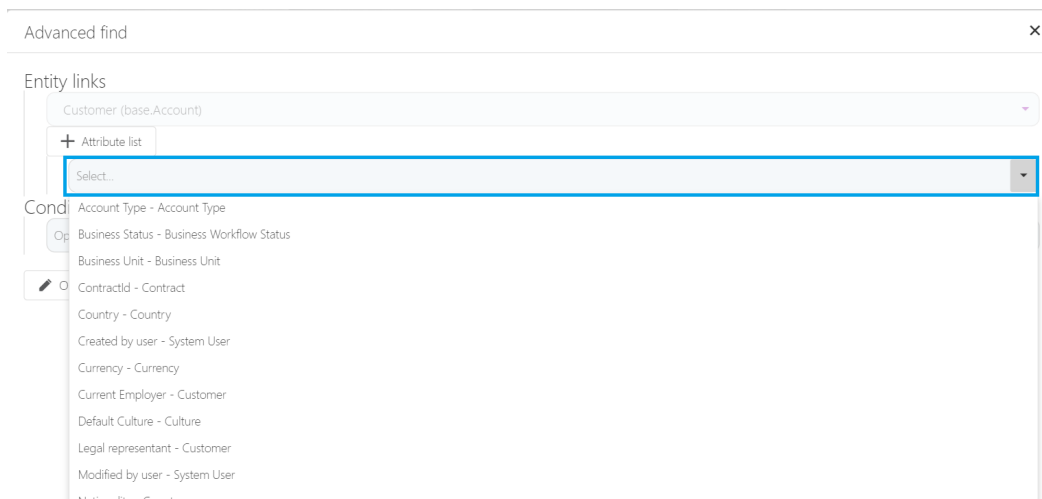 Advanced find
Entity links
Customer (base.Account)
Attribute list
Select...
Account Type - Account Type
Business Status - Business Workflow Status
Business Unit - Business Unit
ContractId - Contract
Country - Country
Created by user - System User
Currency - Currency
Current Employer - Customer
Default Culture - Culture
Legal representant - Customer
Modified by user - System User